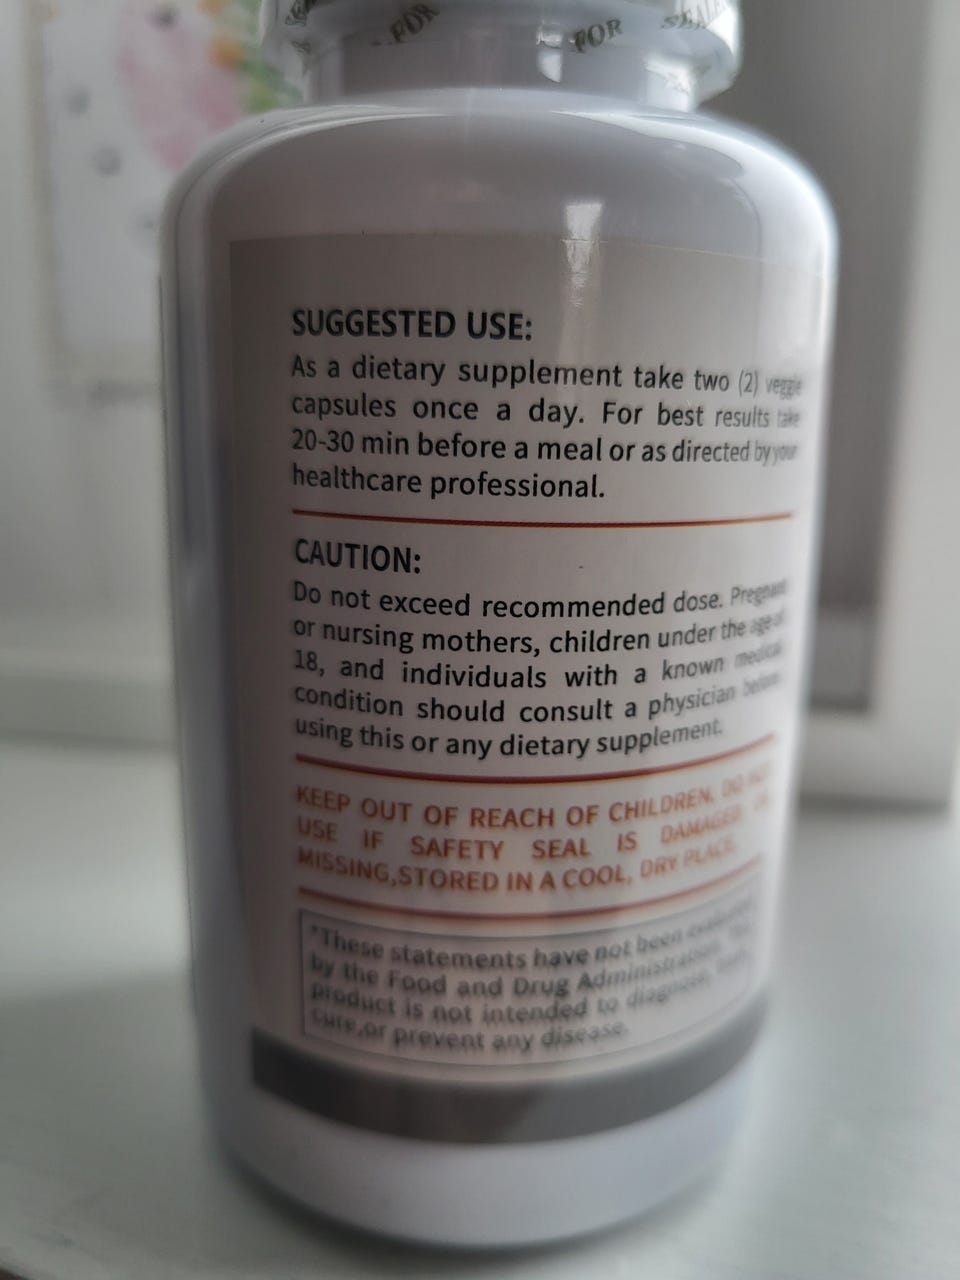 FOR
FOR SEALED
SUGGESTED USE:
As a dietary supplement take two (2) veggie
capsules once a day. For best results take
20-30 min before a meal or as directed by your
healthcare professional.
CAUTION:
Do not exceed recommended dose. Pregnant
or nursing mothers, children under the age of
18, and individuals with a known medical
condition should consult a physician before
using this or any dietary supplement.
KEEP OUT OF REACH OF CHILDREN. DO NOT
USE IF SAFETY SEAL IS DAMAGED
MISSING,STORED IN A COOL, DRY PLACE.
*These statements have not been evaluated
by the Food and Drug Administration. This
product is not intended to diagnose, treat,
cure,or prevent any disease.